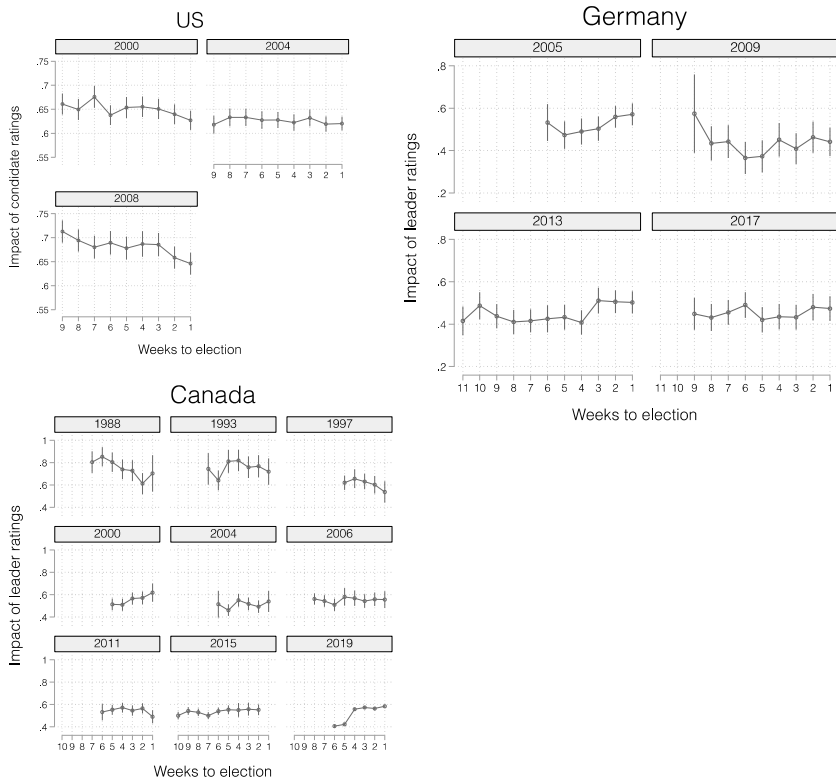 US
2000
2004
.75
.7
.65
.6
.55
9 8 7 6 5 4 3 2 1
2008
.75
.7
.65
.6
.55
9 8 7 6 5 4 3 2 1
Impact of candidate ratings
Weeks to election
Germany
2005
2009
.8
.6
.4
.2
2013
2017
.8
.6
.4
.2
11 10 9 8 7 6 5 4 3 2 1
11 10 9 8 7 6 5 4 3 2 1
Impact of leader ratings
Weeks to election
Canada
1988
1993
1997
1
.8
.6
.4
2000
2004
2006
1
.8
.6
.4
2011
2015
2019
1
.8
.6
.4
10 9 8 7 6 5 4 3 2 1
10 9 8 7 6 5 4 3 2 1
10 9 8 7 6 5 4 3 2 1
Impact of leader ratings
Weeks to election